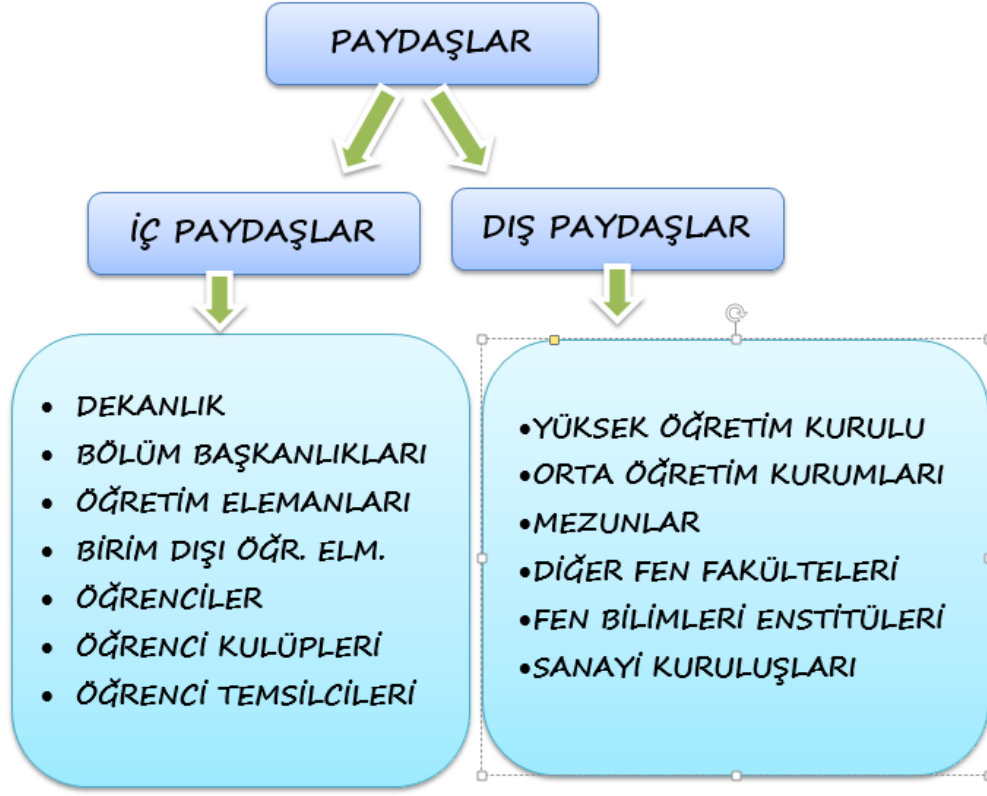 PAYDAŞLAR
İÇ PAYDAŞLAR
DIŞ PAYDAŞLAR
• DEKANLIK
• BÖLÜM BAŞKANLIKLARI
• ÖĞRETİM ELEMANLARI
• BİRİM DIŞI ÖĞR. ELM.
• ÖĞRENCİLER
• ÖĞRENCİ KULÜPLERİ
• ÖĞRENCİ TEMSİLCİLERİ
•YÜKSEK ÖĞRETİM KURULU
•ORTA ÖĞRETİM KURUMLARI
•MEZUNLAR
•DİĞER FEN FAKÜLTELERİ
•FEN BİLİMLERİ ENSTİTÜLERİ
•SANAYİ KURULUŞLARI